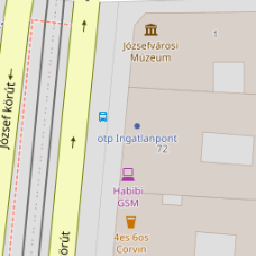 Józsefvárosi
Múzeum
1
József körút
otp Ingatlanpont
72
Habibi
GSM
4es 6os
Corvin
körút